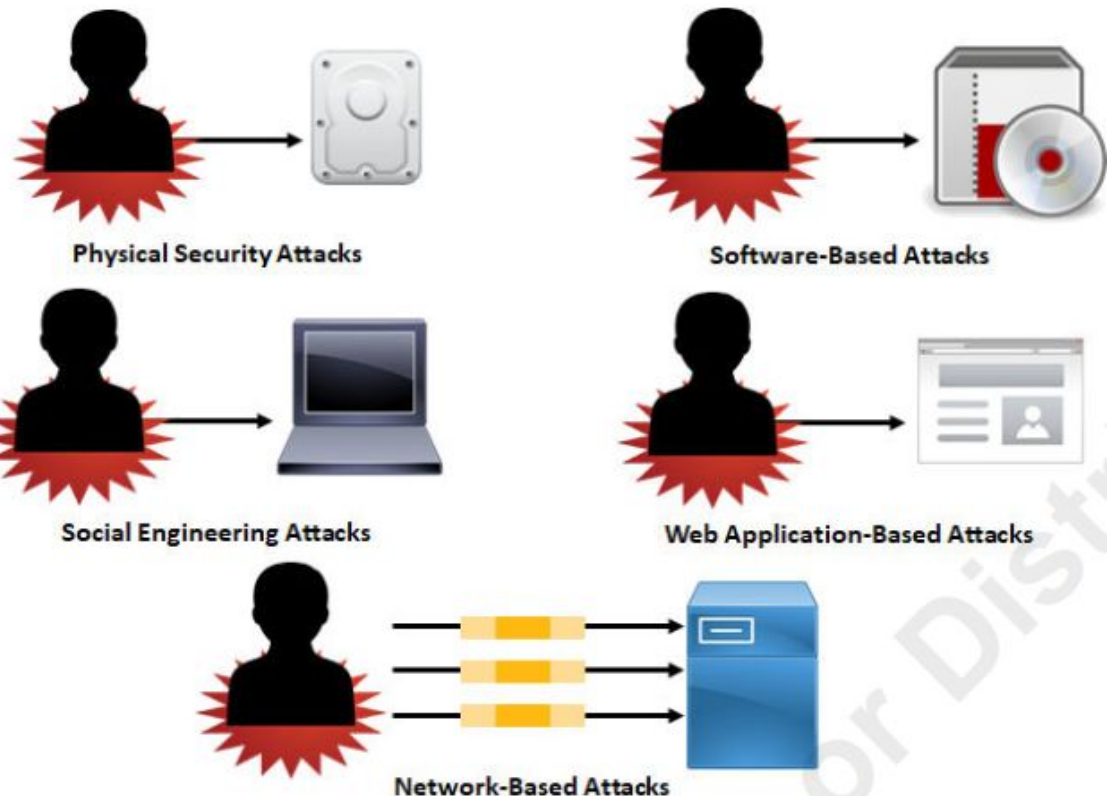 Physical Security Attacks
Software-Based Attacks
Social Engineering Attacks
Web Application-Based Attacks
Network-Based Attacks